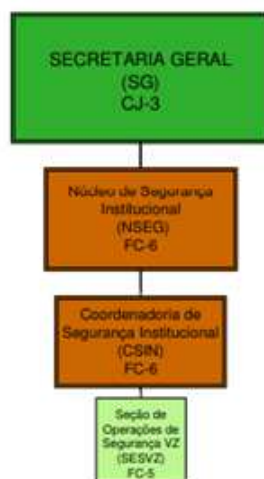 SECRETARIA GERAL
(SG)
CJ-3
Núcleo de Segurança
Institucional
(NSEG)
FC-6
Coordenadoria de
Segurança Institucional
(CSIN)
FC-6
Seção de
Operações de
Segurança VZ
(SESVZ)
FC-5